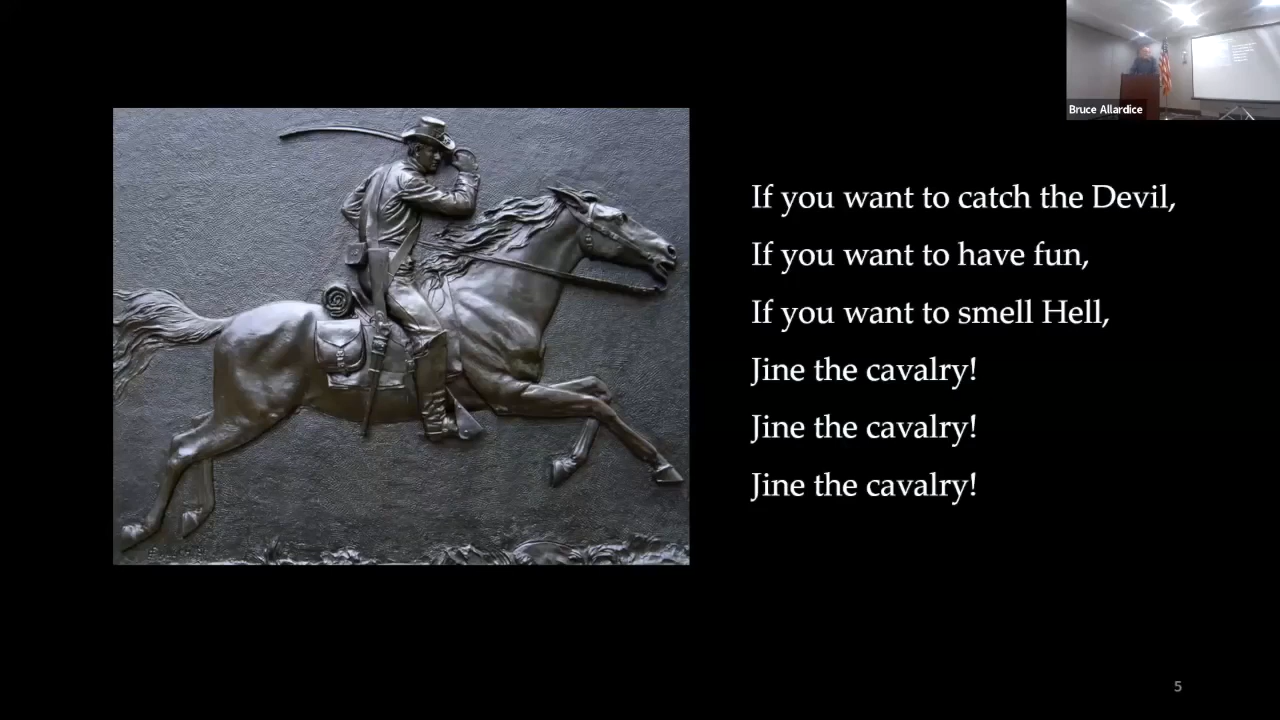 Bruce Allardice
If you want to catch the Devil,
If you want to have fun,
If you want to smell Hell,
Jine the cavalry!
Jine the cavalry!
Jine the cavalry!
5